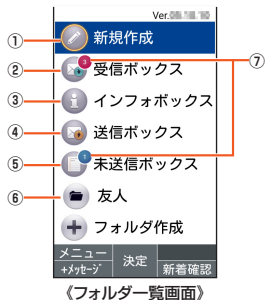 Ver.
① 新規作成
3
② 受信ボックス
⑦
③ インフォボックス
④ 送信ボックス
1
⑤ 未送信ボックス
⑥ 友人
フォルダ作成
メニュー 決定
+メッセージ 新着確認
《フォルダ一覧画面》